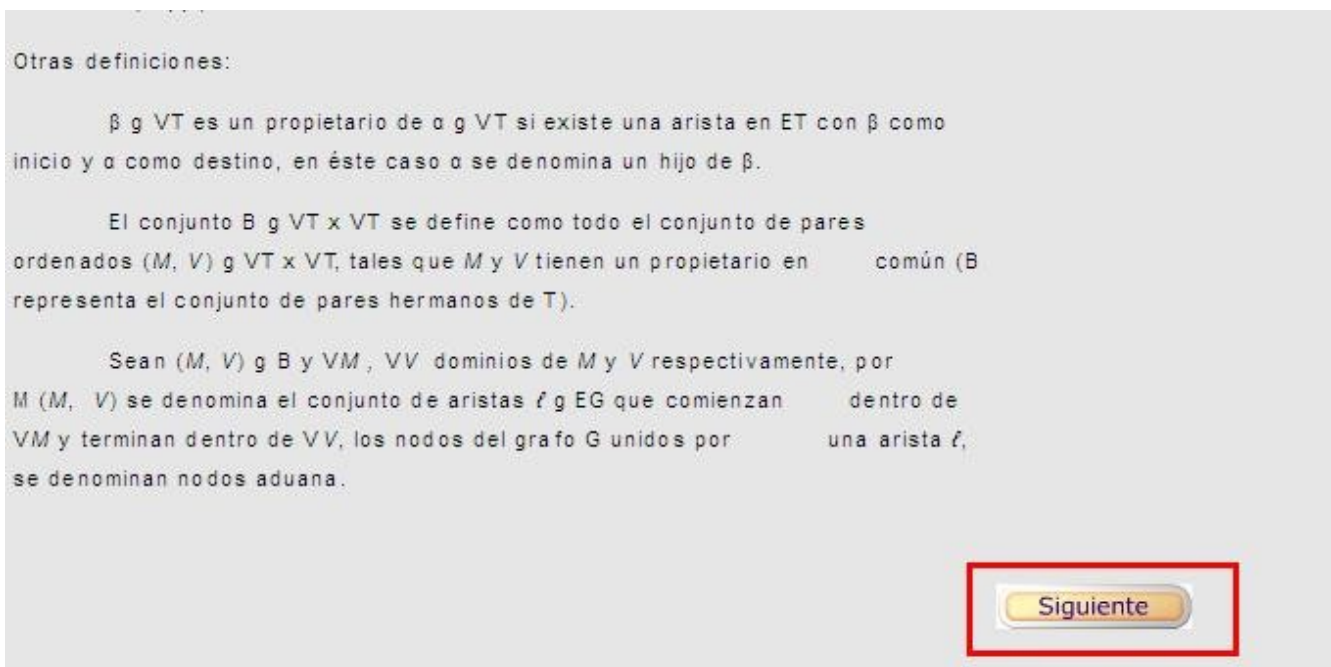 Otras definiciones:
β g VT es un propietario de α g VT si existe una arista en ET con β como
inicio y α como destino, en éste caso α se denomina un hijo de β.
El conjunto B g VT x VT se define como todo el conjunto de pares
ordenados (M, V) g VT x VT, tales que M y V tienen un propietario en común (B
representa el conjunto de pares hermanos de T).
Sean (M, V) g B y VM , VV dominios de M y V respectivamente, por
M (M, V) se denomina el conjunto de aristas ℓ g EG que comienzan dentro de
VM y terminan dentro de VV, los nodos del grafo G unidos por una arista ℓ,
se denominan nodos aduana.
Siguiente